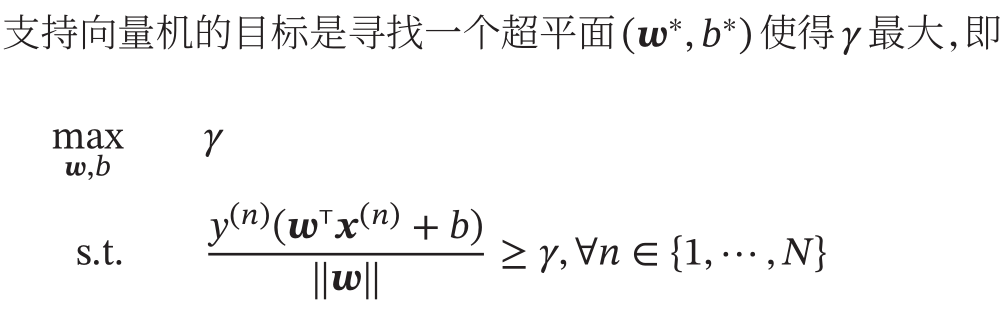 支持向量机的目标是寻找一个超平面(w*, b*)使得γ最大,即
max γ
w,b
s.t. y⁽ⁿ⁾(w⊤x⁽ⁿ⁾ + b) / ‖w‖ ≥ γ, ∀n ∈ {1, ⋯ , N}